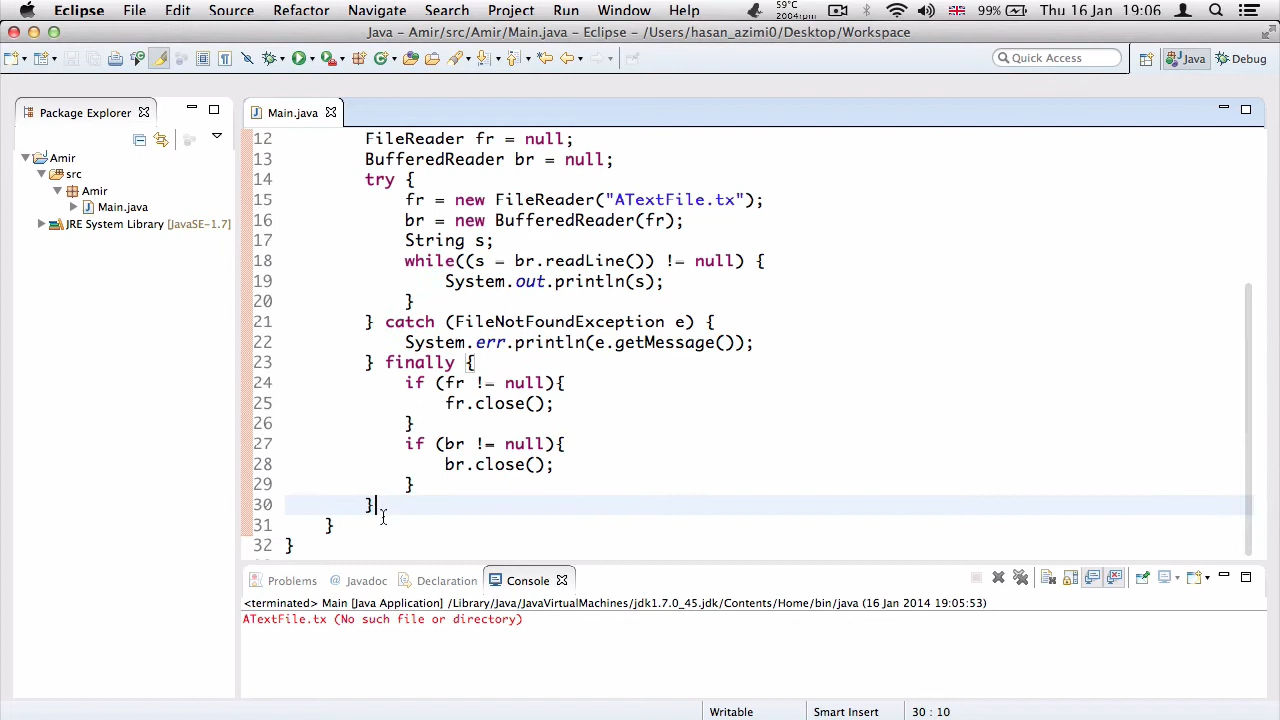 Eclipse File Edit Source Refactor Navigate Search Project Run Window Help 59°C 2004rpm 99% Thu 16 Jan 19:06
Java – Amir/src/Amir/Main.java – Eclipse – /Users/hasan_azimi0/Desktop/Workspace
Quick Access Java Debug
Package Explorer
Main.java
Amir
src
Amir
Main.java
JRE System Library [JavaSE-1.7]
12 FileReader fr = null;
13 BufferedReader br = null;
14 try {
15 fr = new FileReader("ATextFile.tx");
16 br = new BufferedReader(fr);
17 String s;
18 while((s = br.readLine()) != null) {
19 System.out.println(s);
20 }
21 } catch (FileNotFoundException e) {
22 System.err.println(e.getMessage());
23 } finally {
24 if (fr != null){
25 fr.close();
26 }
27 if (br != null){
28 br.close();
29 }
30 }
31 }
32 }
Problems @ Javadoc Declaration Console
<terminated> Main [Java Application] /Library/Java/JavaVirtualMachines/jdk1.7.0_45.jdk/Contents/Home/bin/java (16 Jan 2014 19:05:53)
ATextFile.tx (No such file or directory)
Writable Smart Insert 30 : 10